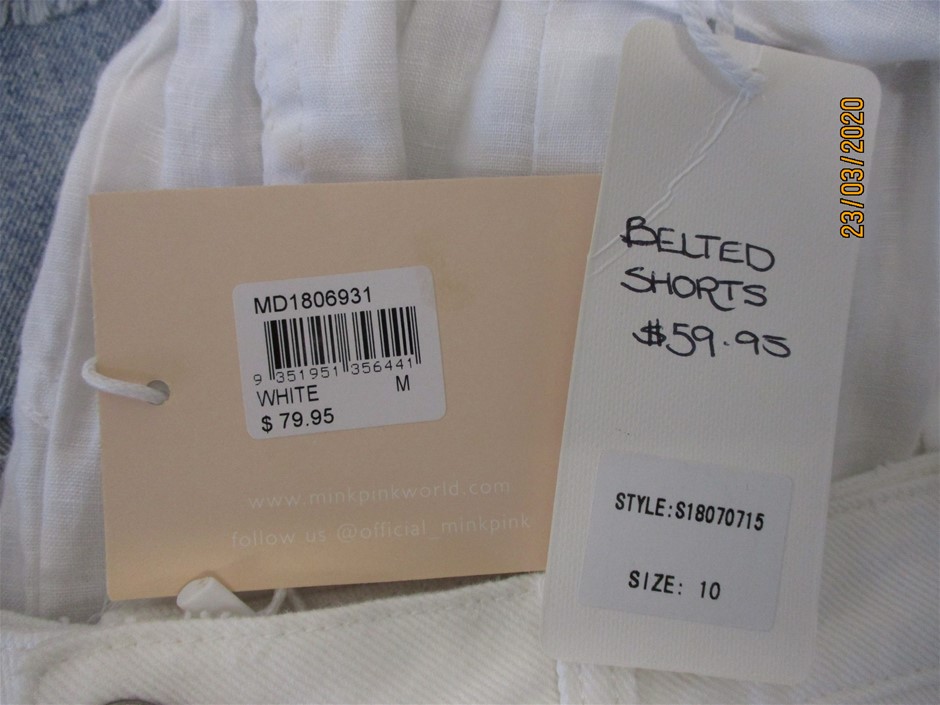 MD1806931
9 351951 356441
WHITE M
$ 79.95
www.minkpinkworld.com
follow us @official_minkpink
BELTED
SHORTS
$59.95
STYLE:S18070715
SIZE: 10
23/03/2020